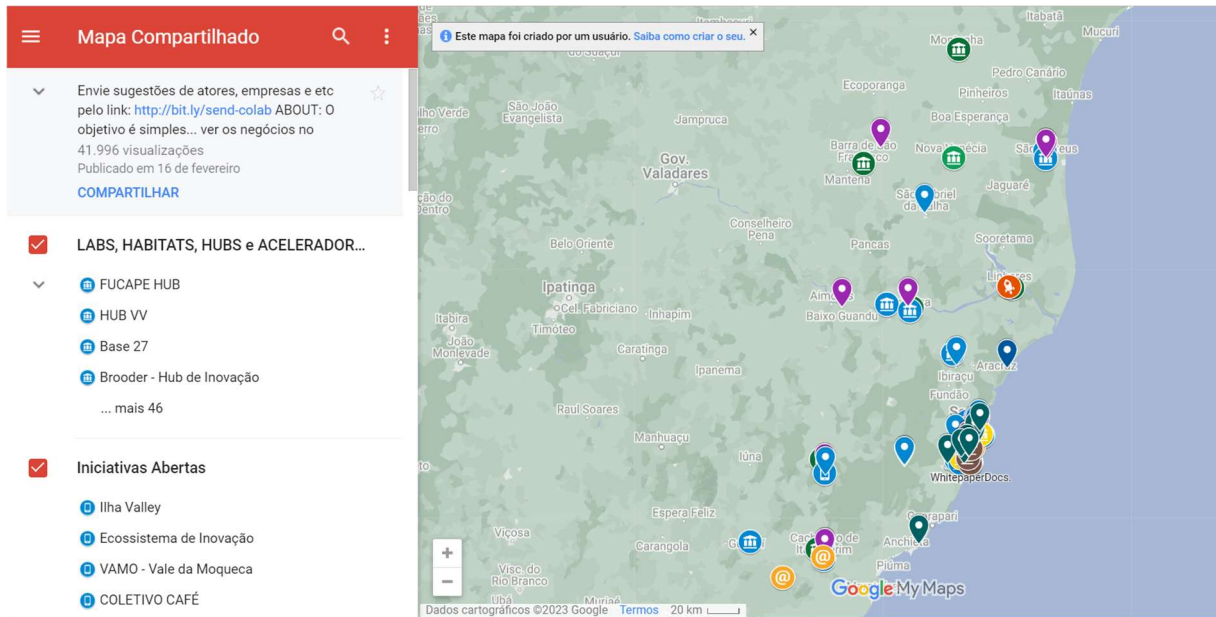 Mapa Compartilhado
Envie sugestões de atores, empresas e etc
pelo link: http://bit.ly/send-colab ABOUT: O
objetivo é simples... ver os negócios no
41.996 visualizações
Publicado em 16 de fevereiro
COMPARTILHAR
LABS, HABITATS, HUBS e ACELERADOR...
FUCAPE HUB
HUB VV
Base 27
Brooder - Hub de Inovação
... mais 46
Iniciativas Abertas
Ilha Valley
Ecossistema de Inovação
VAMO - Vale da Moqueca
COLETIVO CAFÉ
Este mapa foi criado por um usuário. Saiba como criar o seu.
Itabatã
Mucuri
Pedro Canário
Ecoporanga
Pinheiros
Itaúnas
São João
Evangelista
Jampruca
Boa Esperança
Gov.
Valadares
Mantena
Jaguaré
Conselheiro
Pena
Belo Oriente
Pancas
Sooretama
Ipatinga
Cel. Fabriciano
Inhapim
Baixo Guandu
Itabira
Timóteo
João
Monlevade
Caratinga
Ipanema
Ibiraçu
Fundão
Raul Soares
Manhuaçu
Iúna
WhitepaperDocs.
Espera Feliz
Viçosa
Carangola
Visc. do
Rio Branco
Piúma
Google My Maps
Dados cartográficos ©2023 Google
Termos
20 km